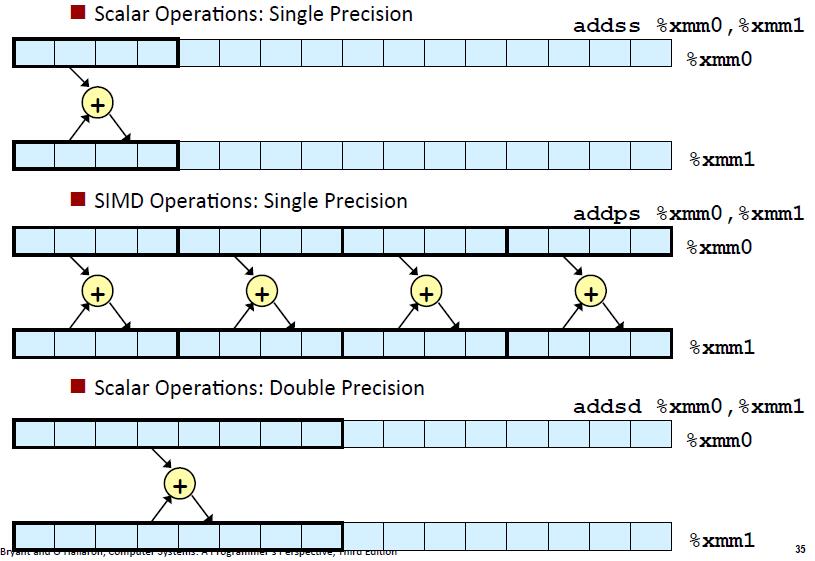 Scalar Operations: Single Precision
addss %xmm0,%xmm1
%xmm0
+
%xmm1
SIMD Operations: Single Precision
addps %xmm0,%xmm1
%xmm0
+ + + +
%xmm1
Scalar Operations: Double Precision
addsd %xmm0,%xmm1
%xmm0
+
%xmm1
Bryant and O'Hallaron, Computer Systems: A Programmer's Perspective, Third Edition
35